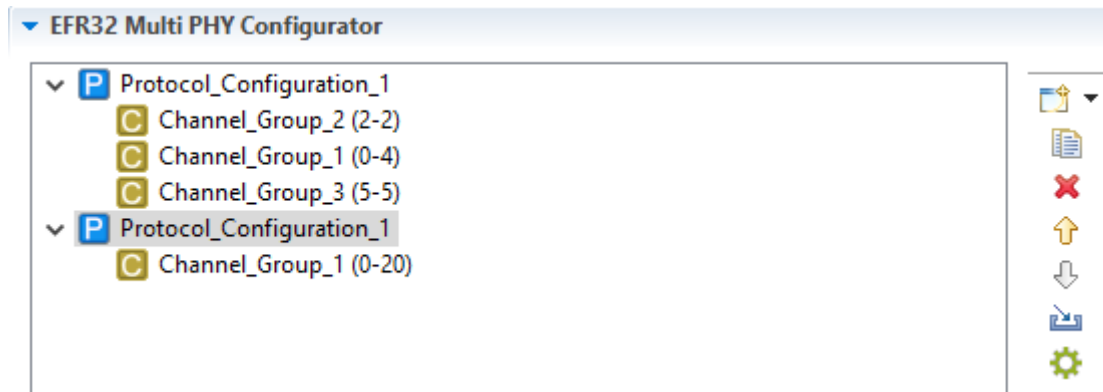 EFR32 Multi PHY Configurator
P Protocol_Configuration_1
C Channel_Group_2 (2-2)
C Channel_Group_1 (0-4)
C Channel_Group_3 (5-5)
P Protocol_Configuration_1
C Channel_Group_1 (0-20)